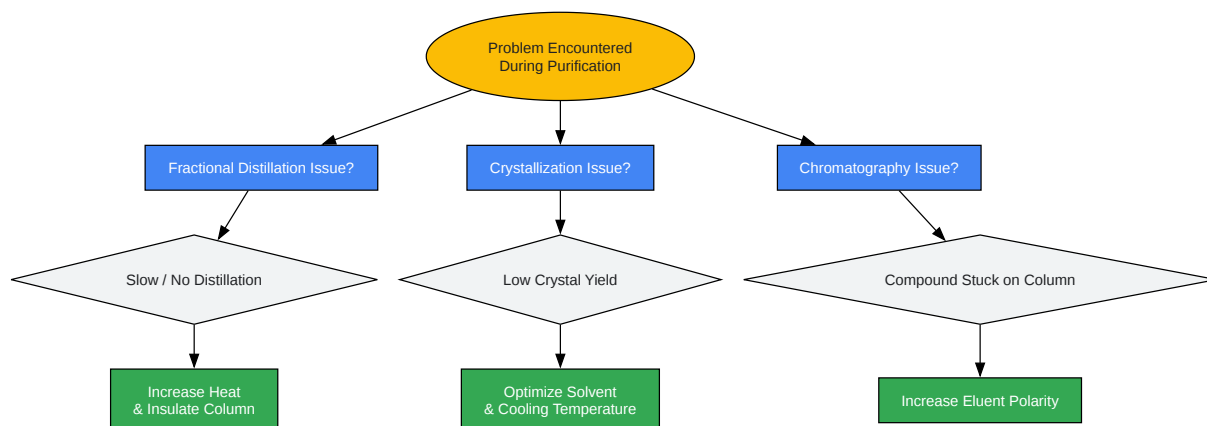 Problem Encountered
During Purification
Fractional Distillation Issue?
Crystallization Issue?
Chromatography Issue?
Slow / No Distillation
Low Crystal Yield
Compound Stuck on Column
Increase Heat
& Insulate Column
Optimize Solvent
& Cooling Temperature
Increase Eluent Polarity